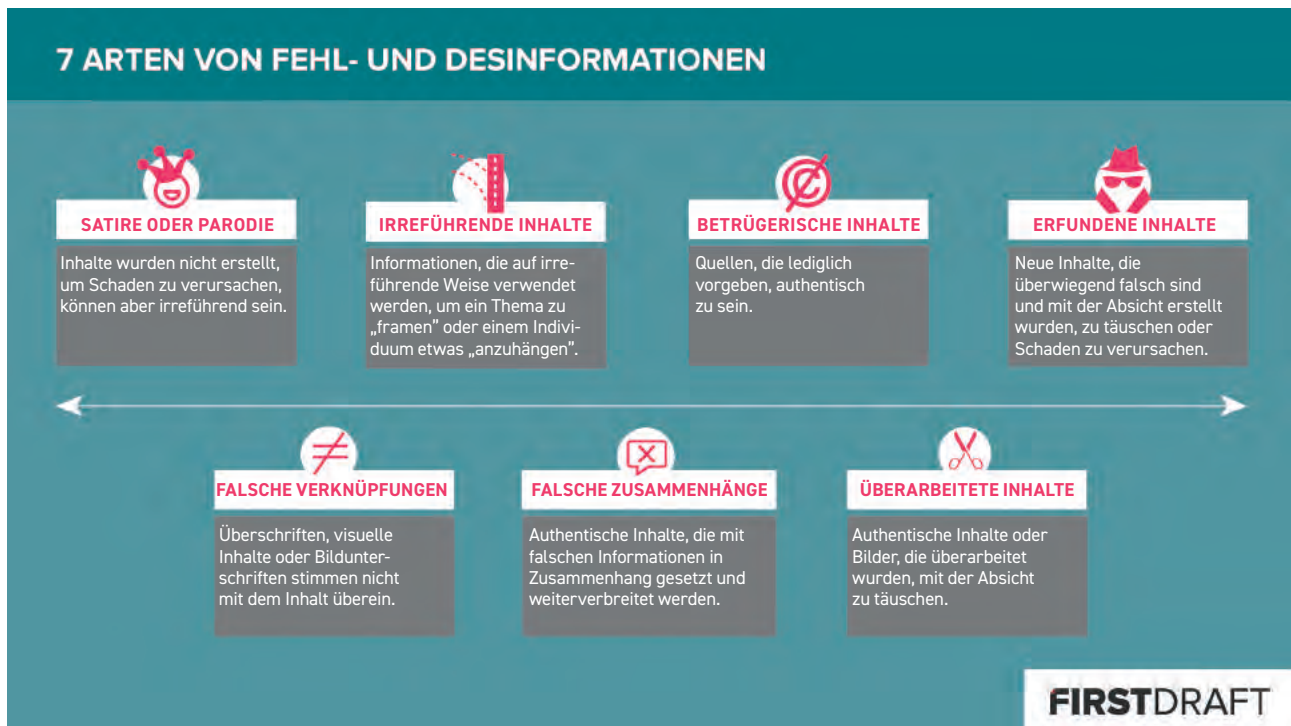 7 ARTEN VON FEHL- UND DESINFORMATIONEN
SATIRE ODER PARODIE
Inhalte wurden nicht erstellt,
um Schaden zu verursachen,
können aber irreführend sein.
IRREFÜHRENDE INHALTE
Informationen, die auf irre-
führende Weise verwendet
werden, um ein Thema zu
„framen” oder einem Indivi-
duum etwas „anzuhängen”.
BETRÜGERISCHE INHALTE
Quellen, die lediglich
vorgeben, authentisch
zu sein.
ERFUNDENE INHALTE
Neue Inhalte, die
überwiegend falsch sind
und mit der Absicht erstellt
wurden, zu täuschen oder
Schaden zu verursachen.
FALSCHE VERKNÜPFUNGEN
Überschriften, visuelle
Inhalte oder Bildunter-
schriften stimmen nicht
mit dem Inhalt überein.
FALSCHE ZUSAMMENHÄNGE
Authentische Inhalte, die mit
falschen Informationen in
Zusammenhang gesetzt und
weiterverbreitet werden.
ÜBERARBEITETE INHALTE
Authentische Inhalte oder
Bilder, die überarbeitet
wurden, mit der Absicht
zu täuschen.
FIRSTDRAFT